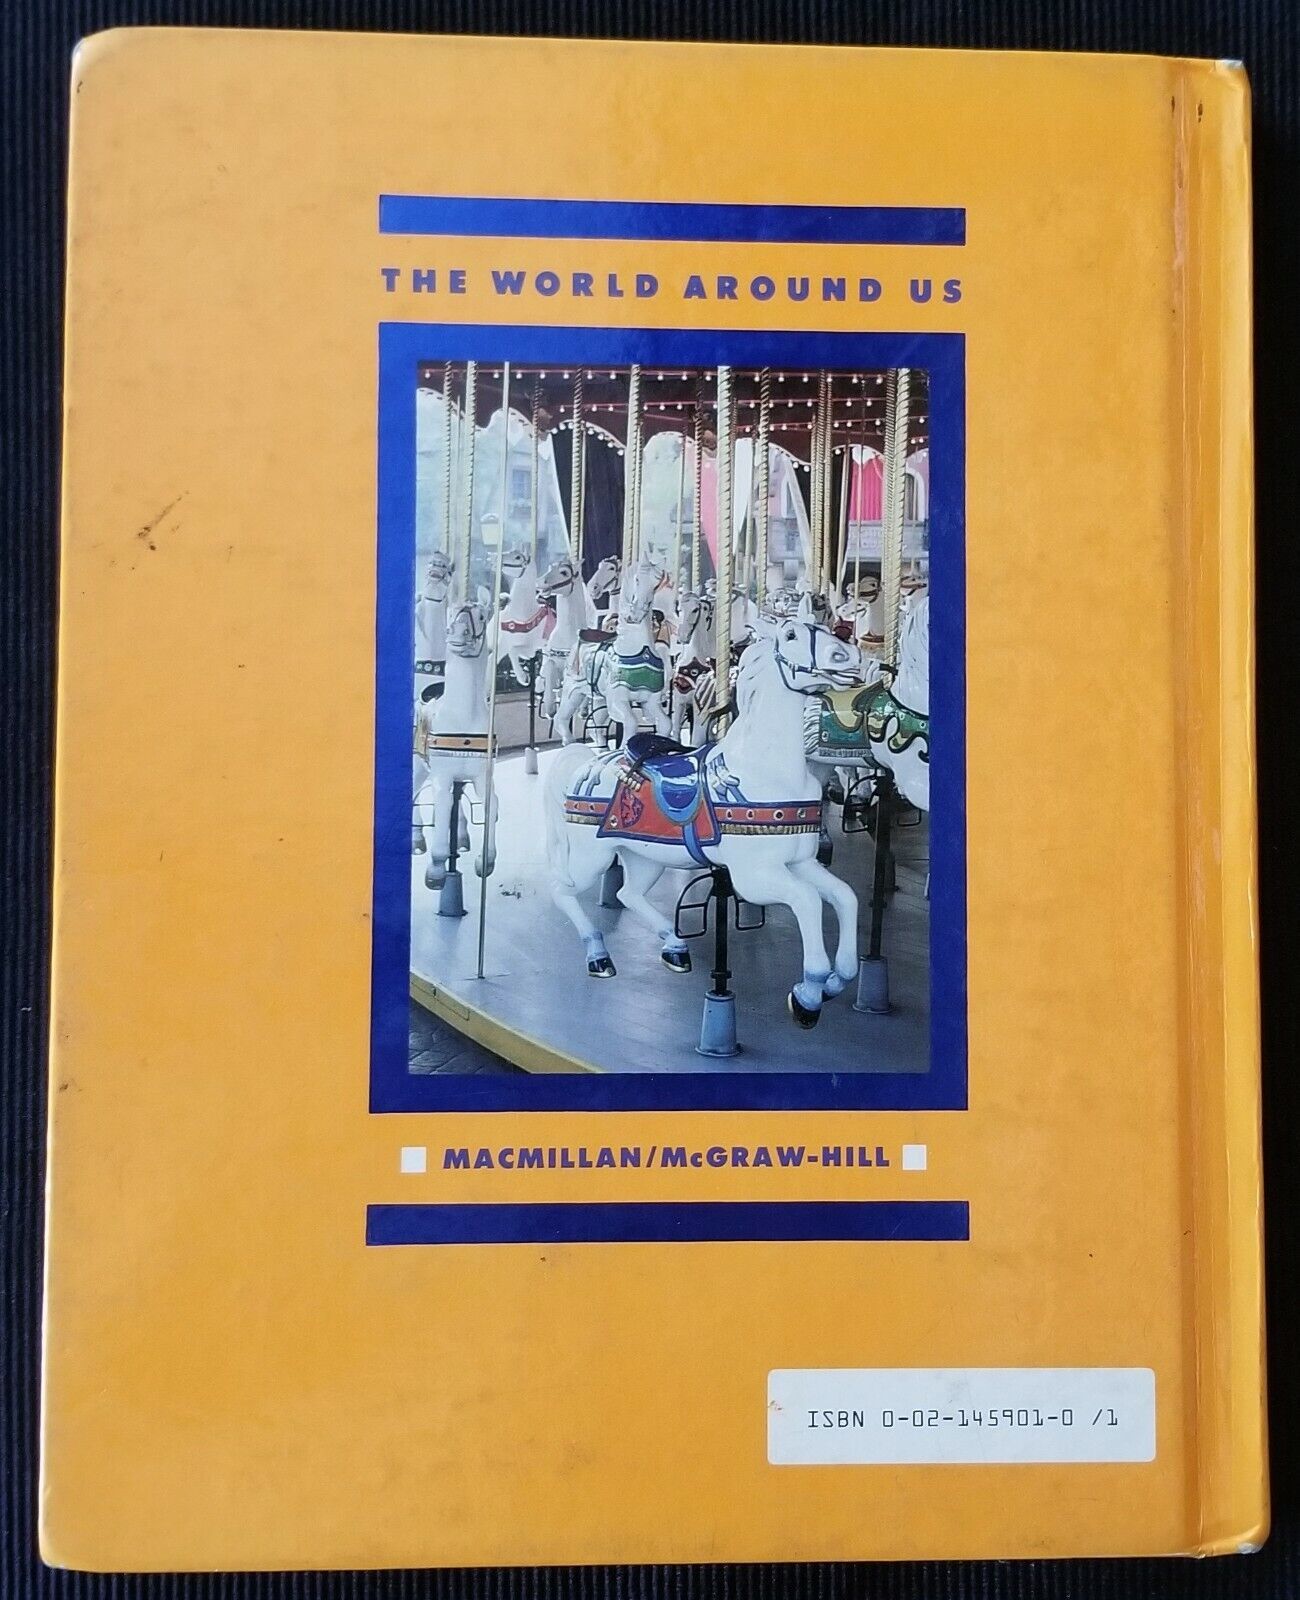 THE WORLD AROUND US
MACMILLAN/McGRAW-HILL
ISBN 0-02-145901-0 /1